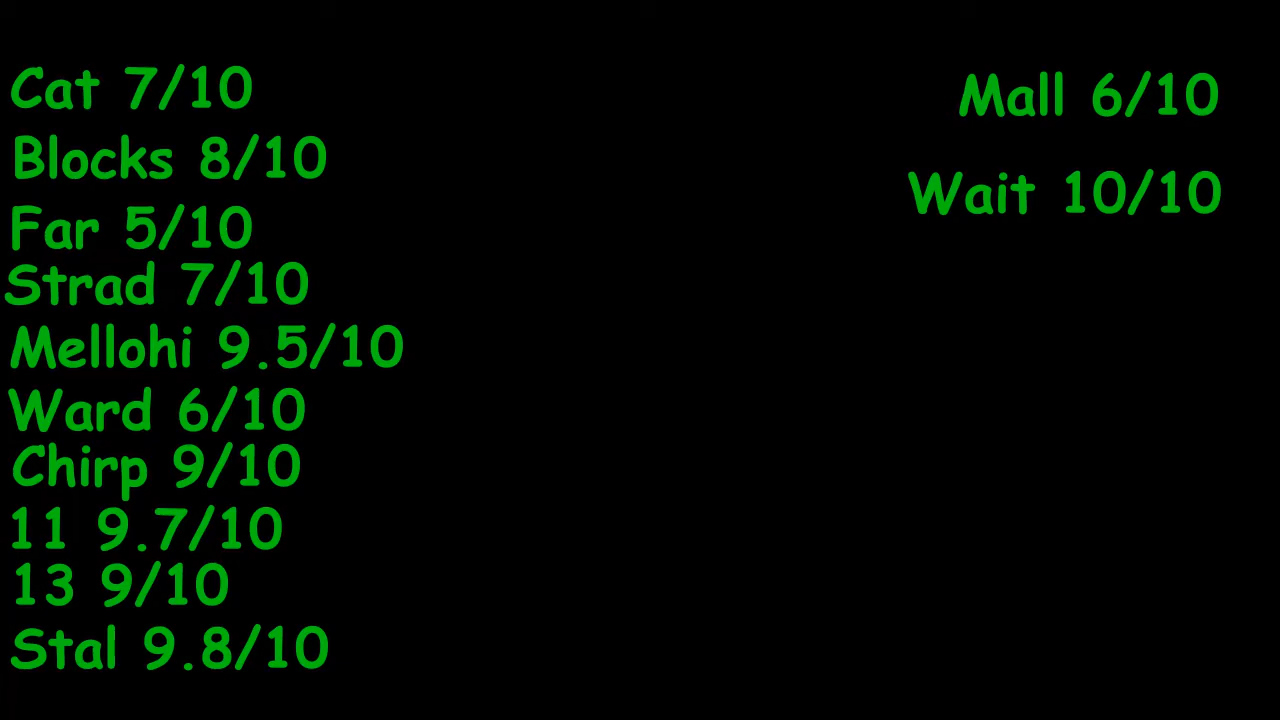 Cat 7/10
Blocks 8/10
Far 5/10
Strad 7/10
Mellohi 9.5/10
Ward 6/10
Chirp 9/10
11 9.7/10
13 9/10
Stal 9.8/10
Mall 6/10
Wait 10/10